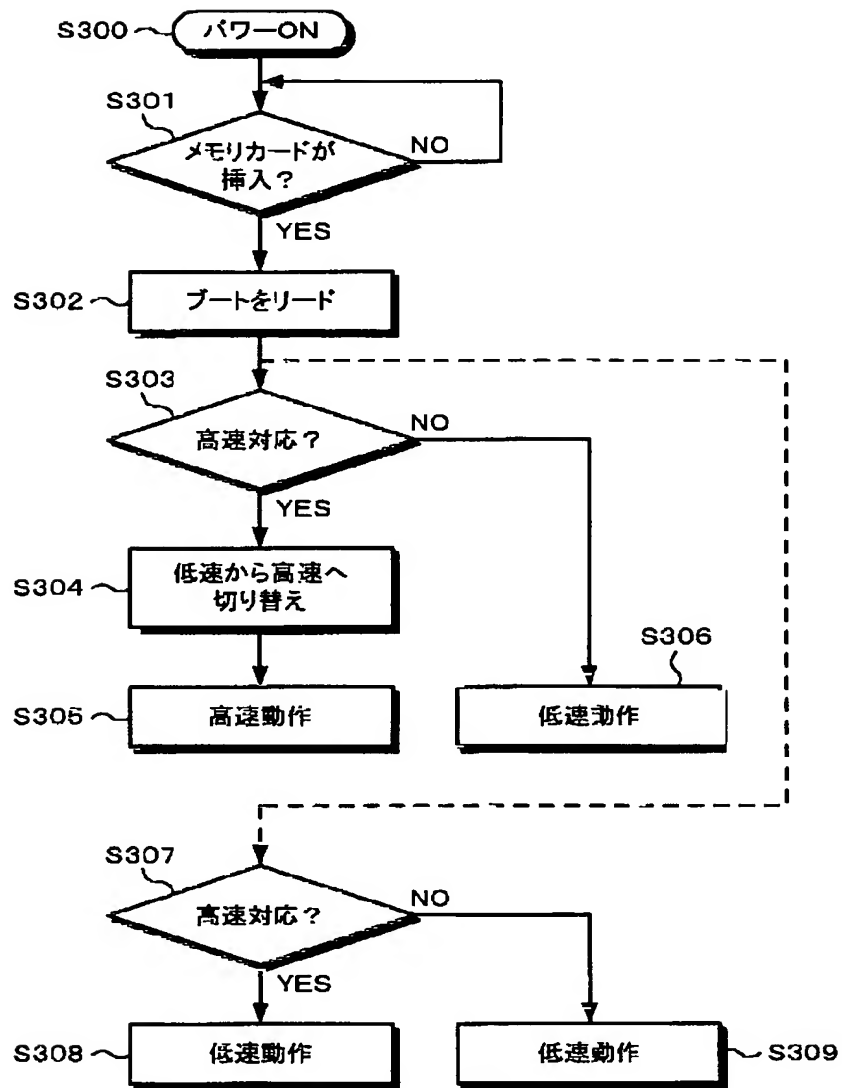 S300
パワーON
S301
メモリカードが
挿入?
NO
YES
S302
ブートをリード
S303
高速対応?
NO
YES
S304
低速から高速へ
切り替え
S306
S305
高速動作
低速動作
S307
高速対応?
NO
YES
S308
低速動作
低速動作
S309